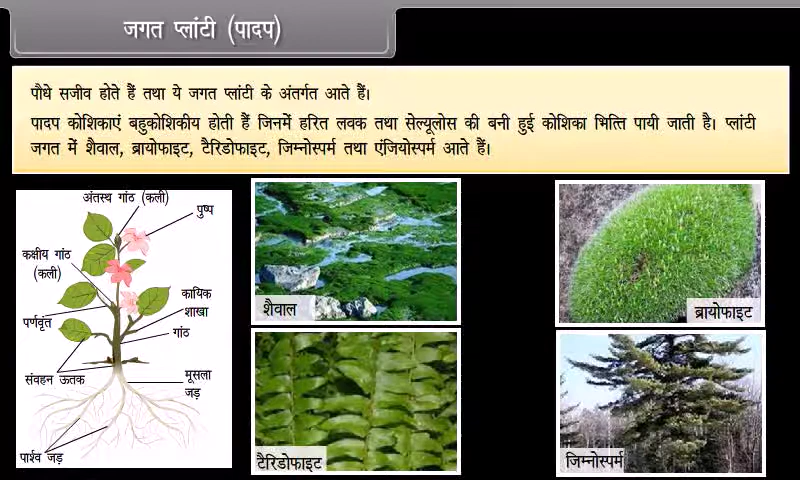 जगत प्लांटी (पादप)
पौधे सजीव होते हैं तथा ये जगत प्लांटी के अंतर्गत आते हैं।
पादप कोशिकाएं बहुकोशिकीय होती हैं जिनमें हरित लवक तथा सेल्यूलोस की बनी हुई कोशिका भित्ति पायी जाती है। प्लांटी
जगत में शैवाल, ब्रायोफाइट, टैरिडोफाइट, जिम्नोस्पर्म तथा एंजियोस्पर्म आते हैं।
अंतस्थ गांठ (कली)
पुष्प
कक्षीय गांठ
(कली)
कायिक
शाखा
पर्णवृंत
गांठ
संवहन ऊतक
मूसला
जड़
पार्श्व जड़
शैवाल
ब्रायोफाइट
टैरिडोफाइट
जिम्नोस्पर्म